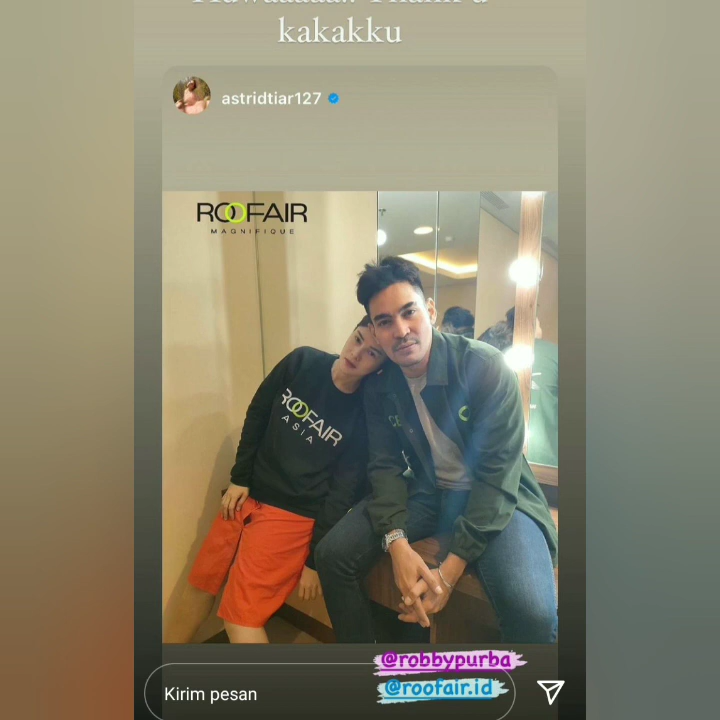 kakakku
astridtiar127
ROOFAIR
MAGNIFIQUE
ROOFAIR
ASIA
@robbypurba
@roofair.id
Kirim pesan